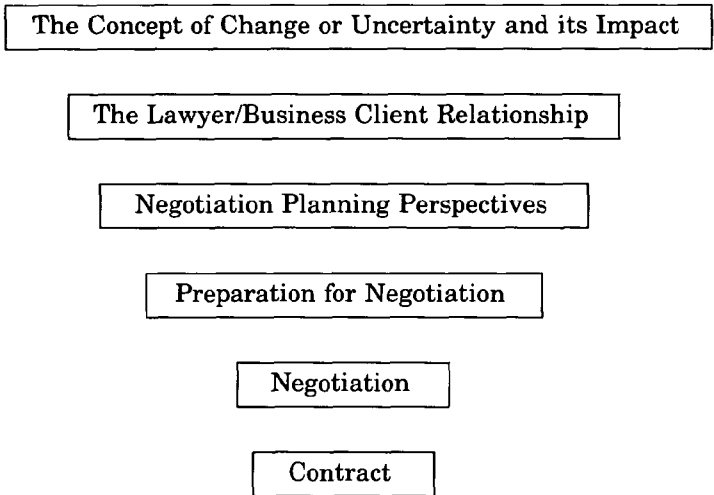 The Concept of Change or Uncertainty and its Impact
The Lawyer/Business Client Relationship
Negotiation Planning Perspectives
Preparation for Negotiation
Negotiation
Contract